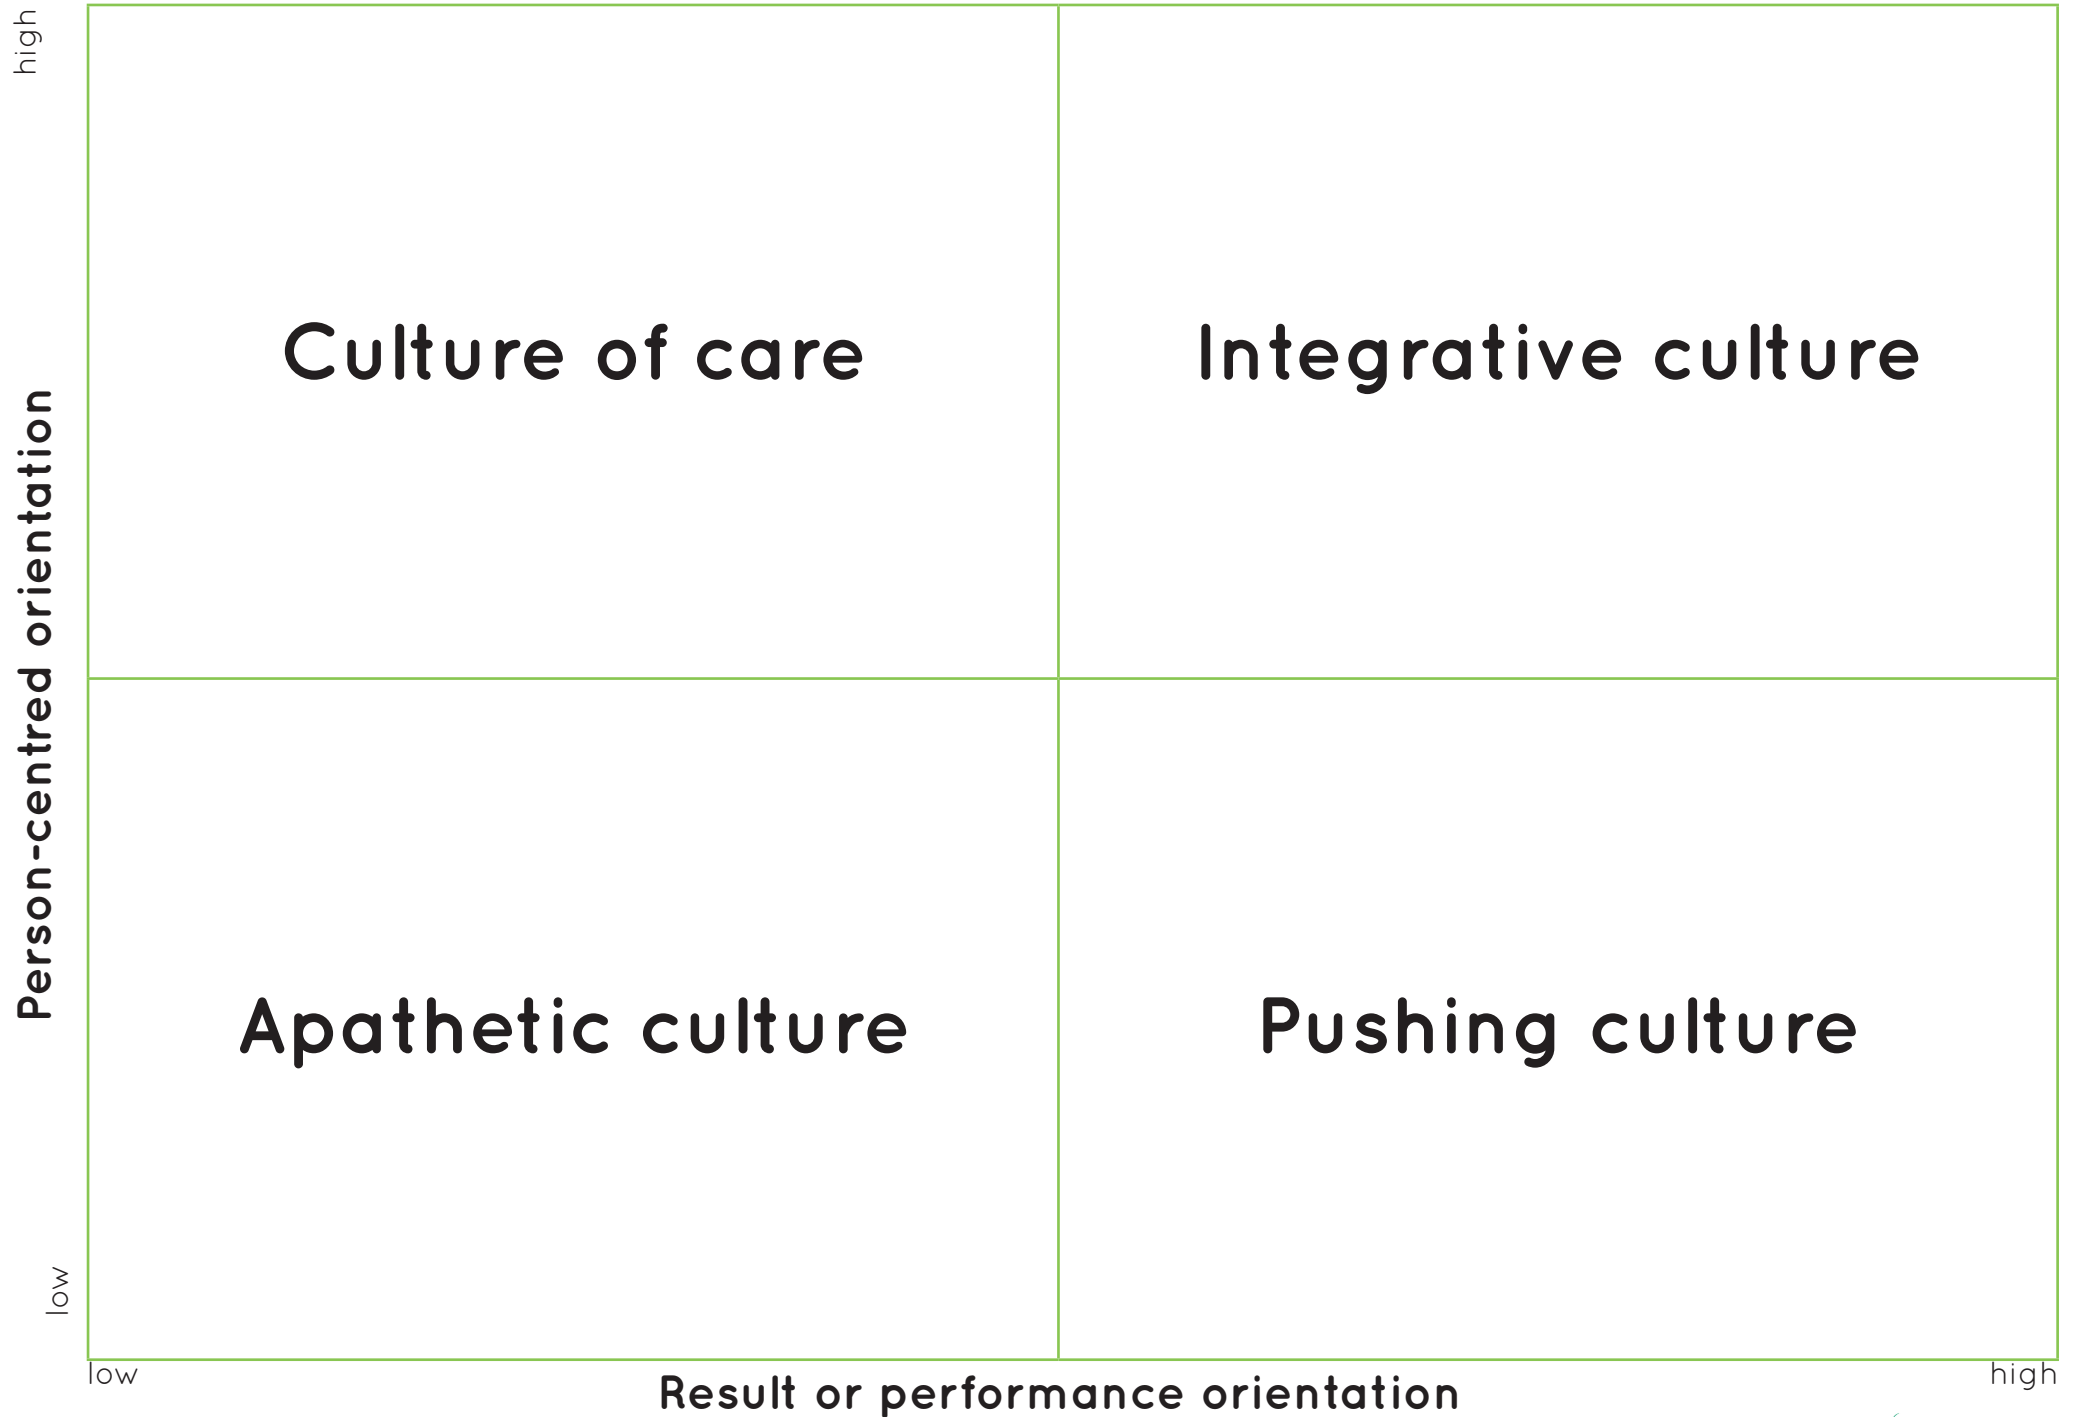 high
Culture of care
Integrative culture
Person-centred orientation
Apathetic culture
Pushing culture
low
low
high
Result or performance orientation